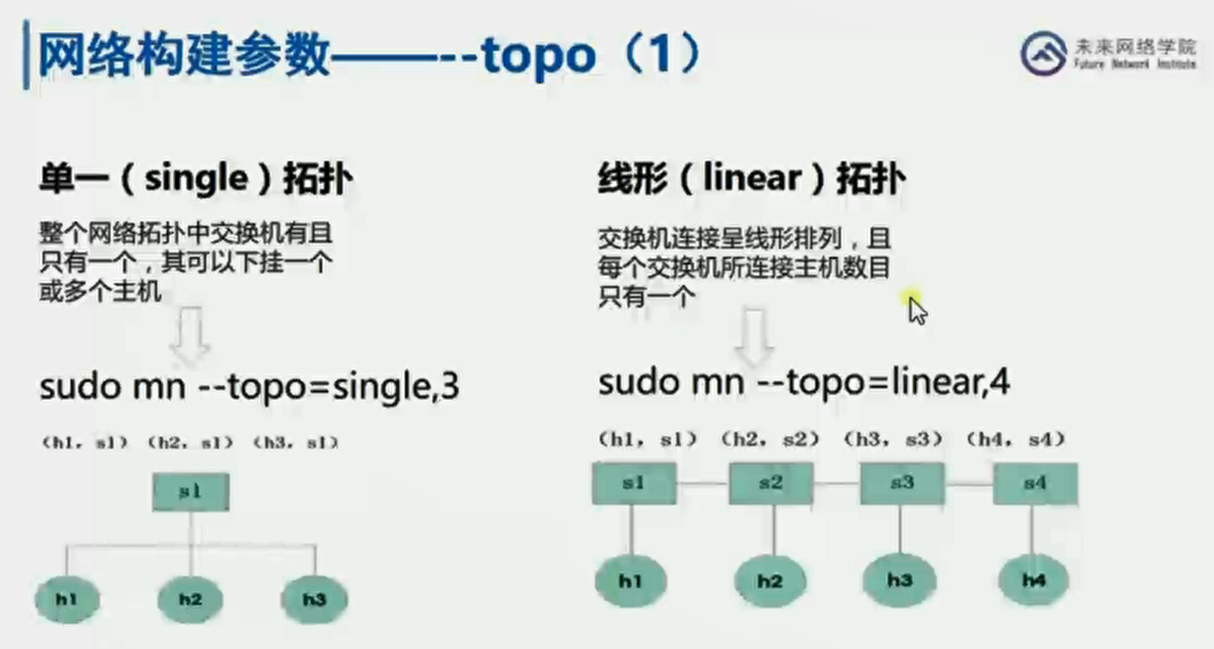 网络构建参数———--topo（1）
未来网络学院
Future Network Institute
单一（single）拓扑
整个网络拓扑中交换机有且
只有一个，其可以下挂一个
或多个主机
sudo mn --topo=single,3
(h1, s1) (h2, s1) (h3, s1)
s1
h1 h2 h3
线形（linear）拓扑
交换机连接呈线形排列，且
每个交换机所连接主机数目
只有一个
sudo mn --topo=linear,4
(h1, s1) (h2, s2) (h3, s3) (h4, s4)
s1 s2 s3 s4
h1 h2 h3 h4